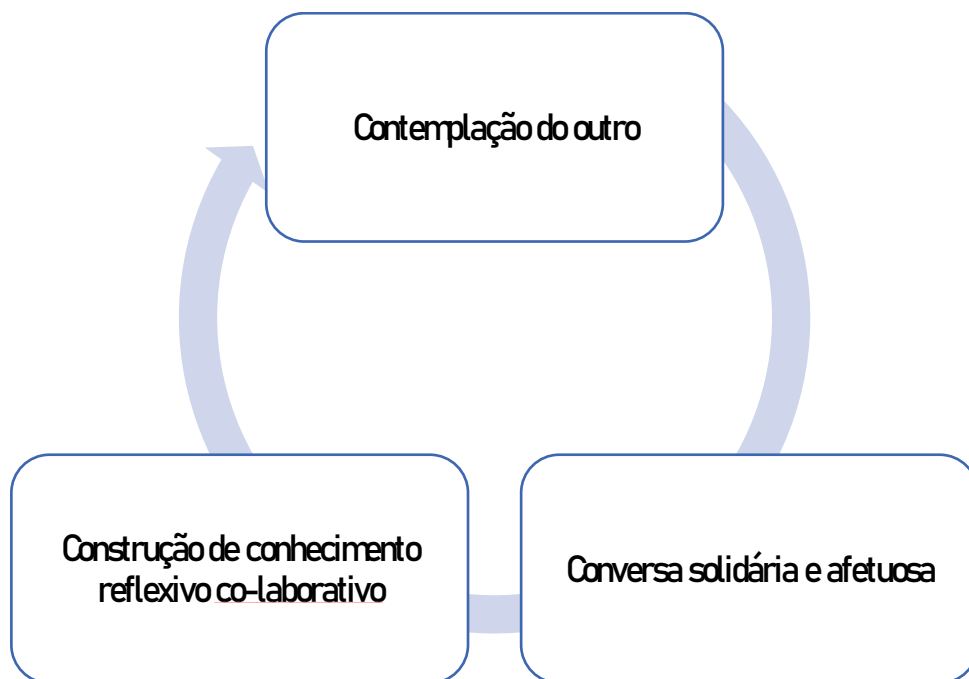 Contemplação do outro
Construção de conhecimento
reflexivo co-laborativo
Conversa solidária e afetuosa